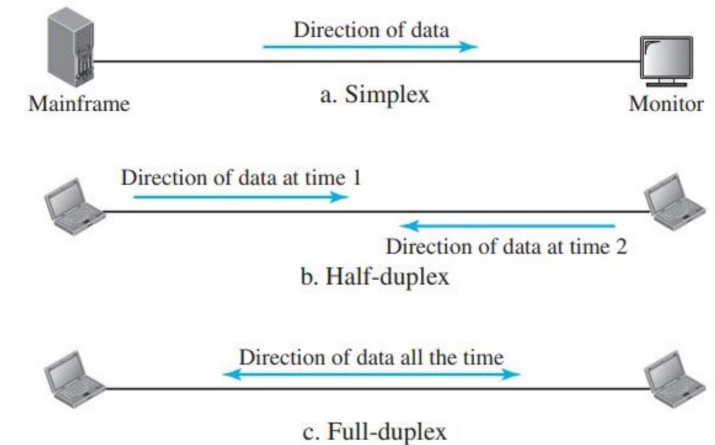 Direction of data
Mainframe
a. Simplex
Monitor
Direction of data at time 1
Direction of data at time 2
b. Half-duplex
Direction of data all the time
c. Full-duplex